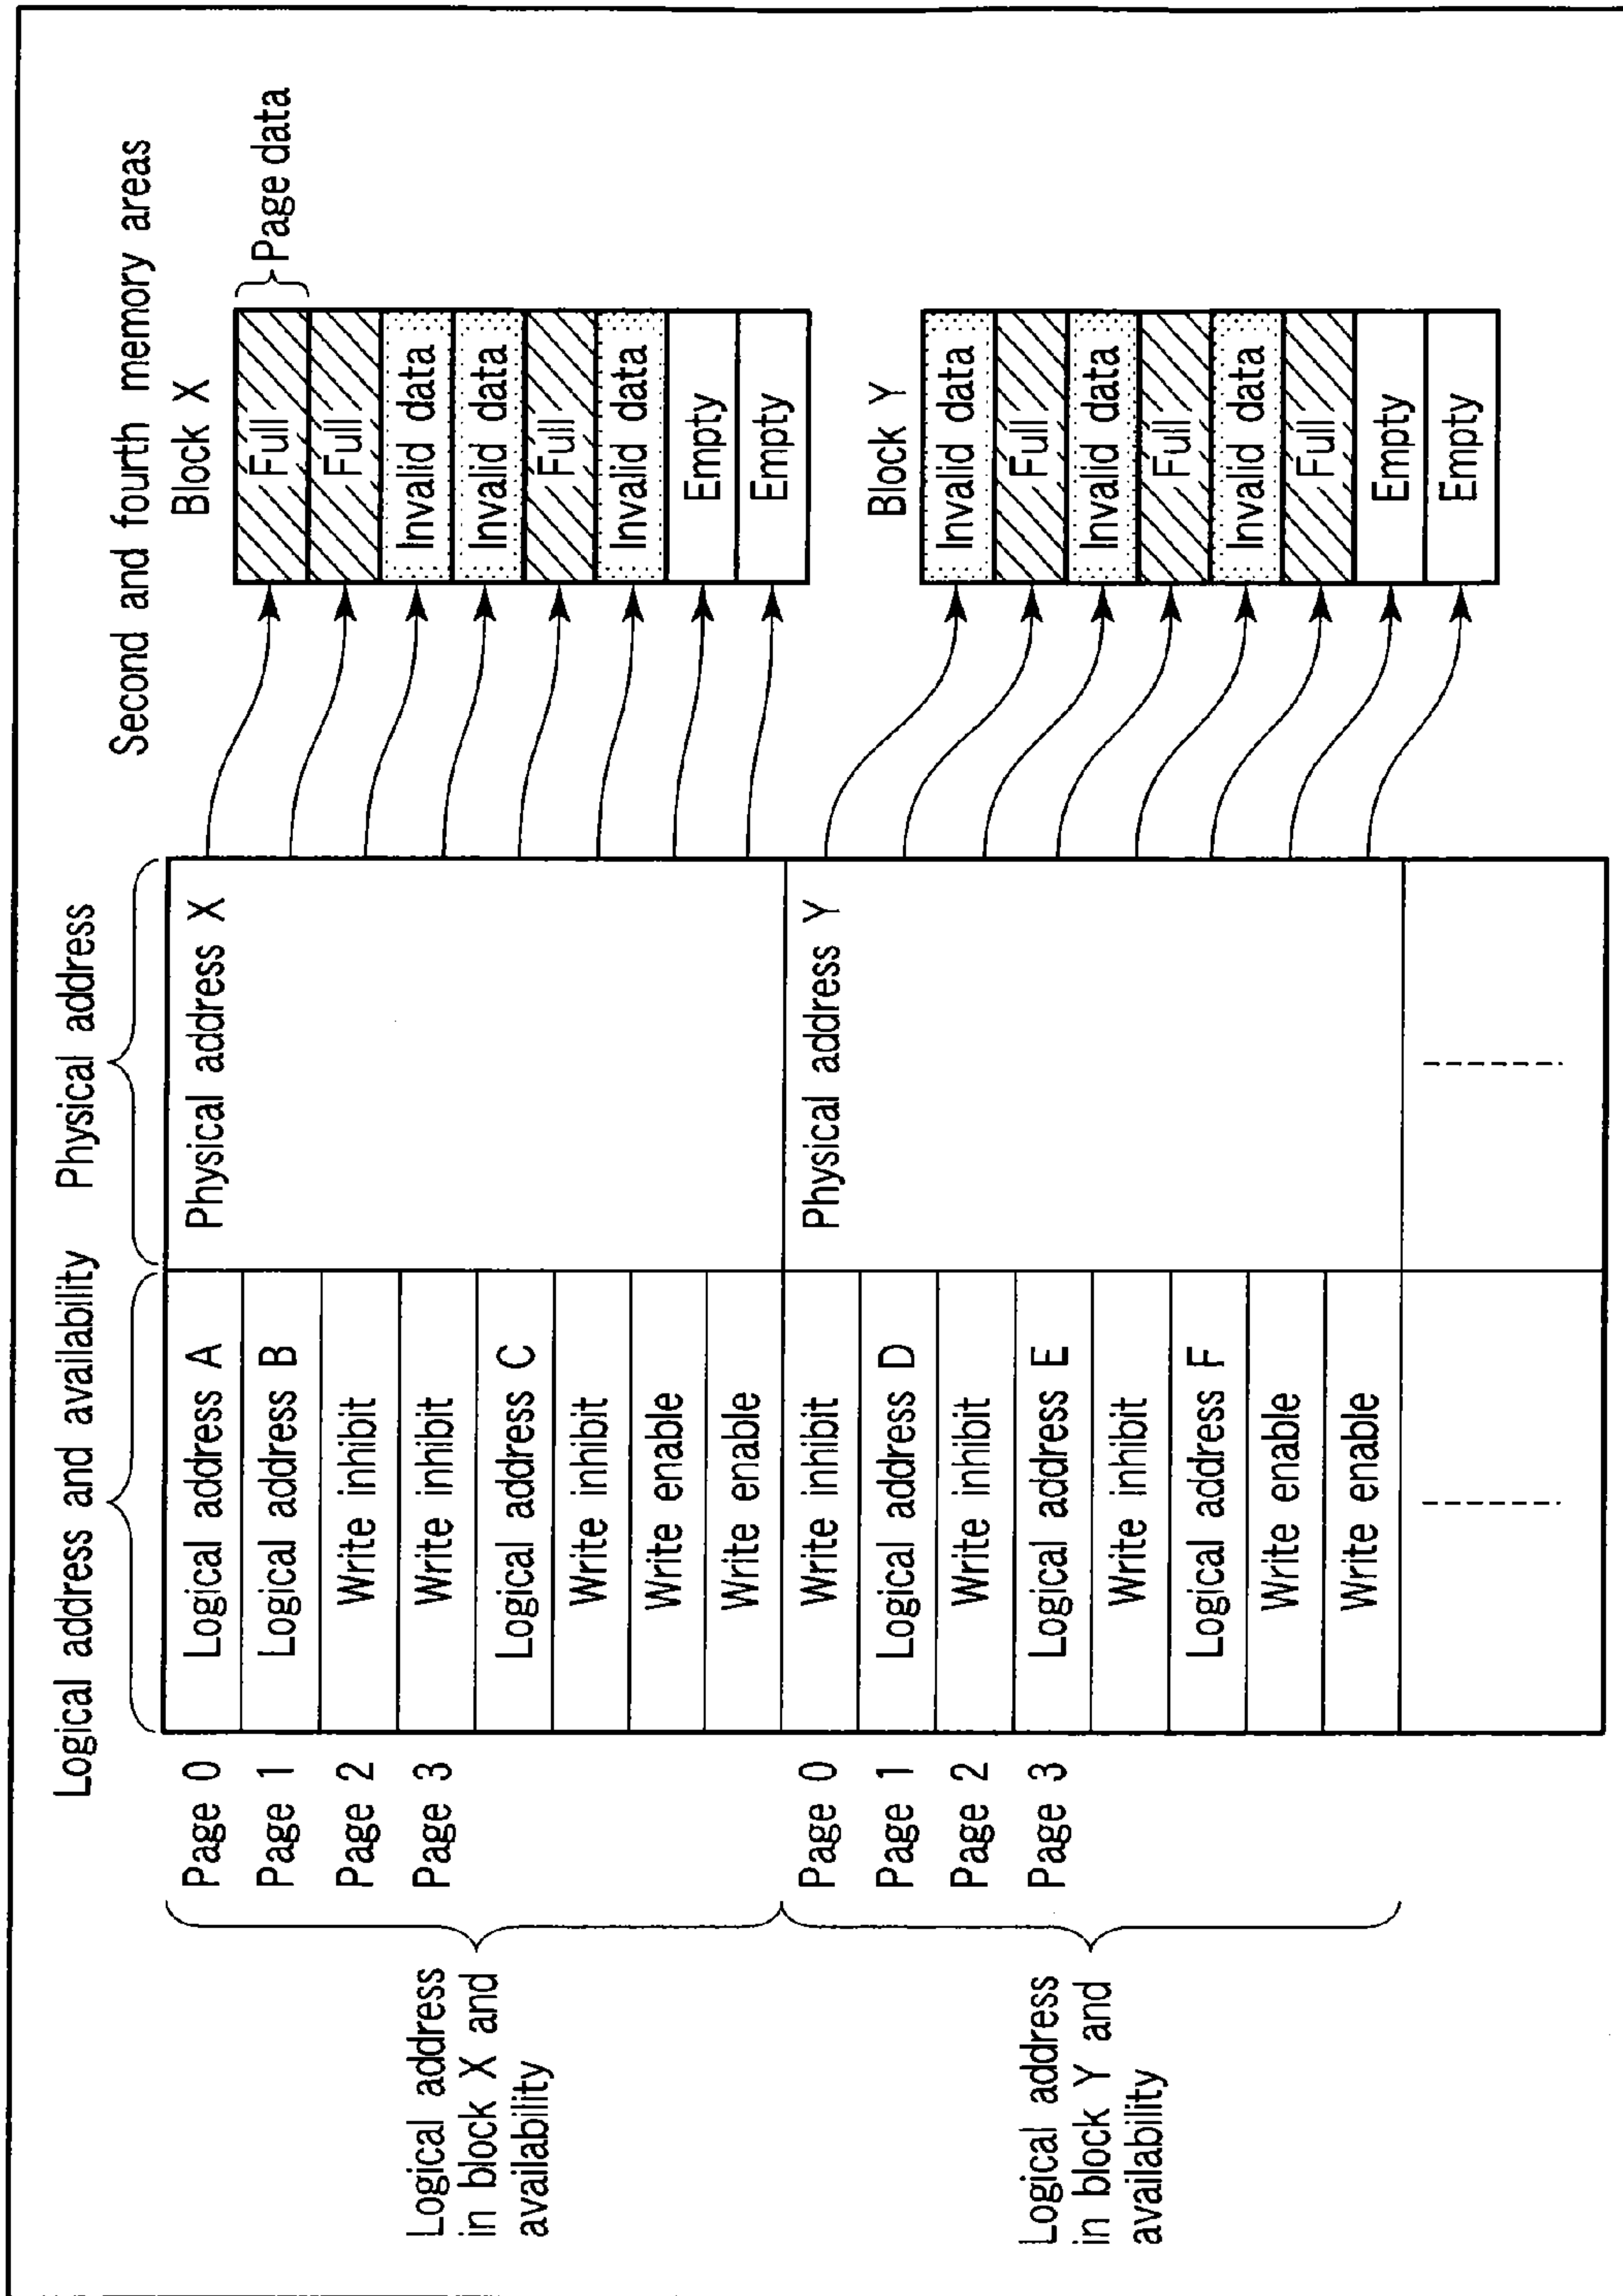 Logical address and availability
Physical address
Second and fourth memory areas
Logical address
in block X and
availability
Page 0
Page 1
Page 2
Page 3
Logical address A
Logical address B
Write inhibit
Write inhibit
Logical address C
Write inhibit
Write enable
Write enable
Physical address X
Block X
Full
Full
Invalid data
Invalid data
Full
Invalid data
Empty
Empty
Page data
Logical address
in block Y and
availability
Page 0
Page 1
Page 2
Page 3
Write inhibit
Logical address D
Write inhibit
Logical address E
Write inhibit
Logical address F
Write enable
Write enable
Physical address Y
Block Y
Invalid data
Full
Invalid data
Full
Invalid data
Full
Empty
Empty